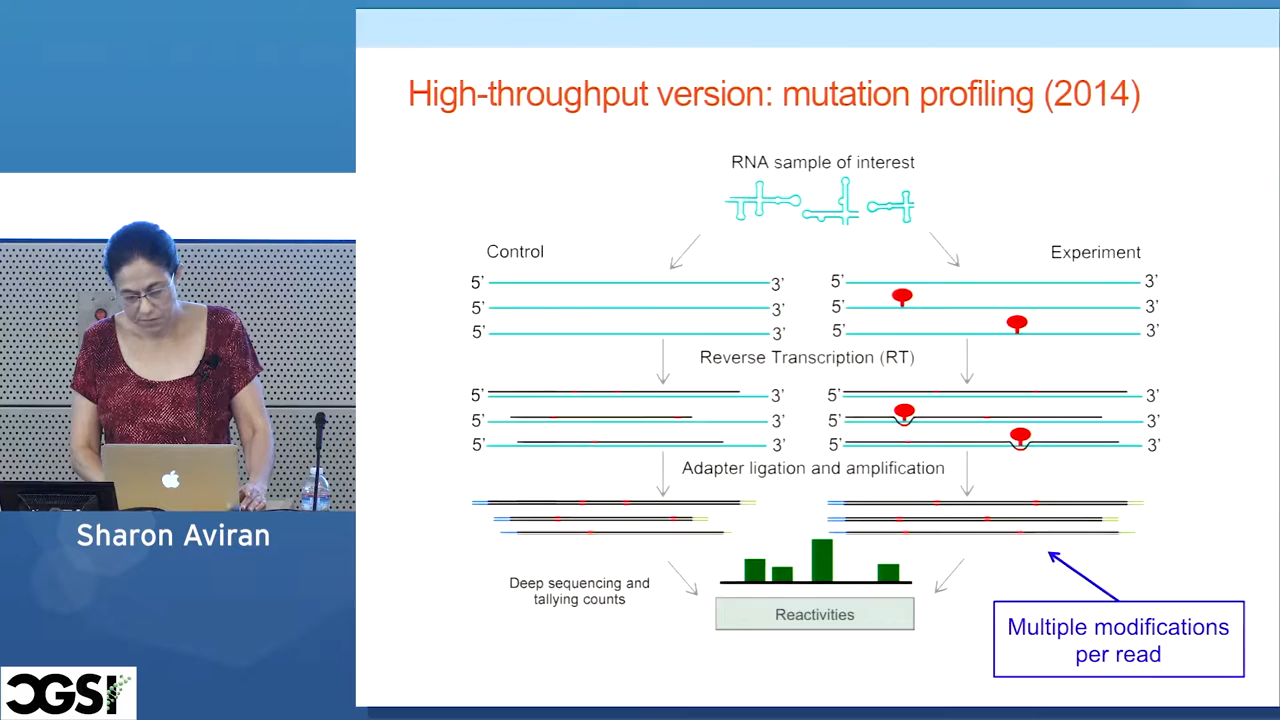 High-throughput version: mutation profiling (2014)
RNA sample of interest
Control
Experiment
5’ 3’ 5’ 3’
5’ 3’ 5’ 3’
5’ 3’ 5’ 3’
Reverse Transcription (RT)
5’ 3’ 5’ 3’
5’ 3’ 5’ 3’
5’ 3’ 5’ 3’
Adapter ligation and amplification
Deep sequencing and
tallying counts
Reactivities
Multiple modifications
per read
Sharon Aviran
CGSI